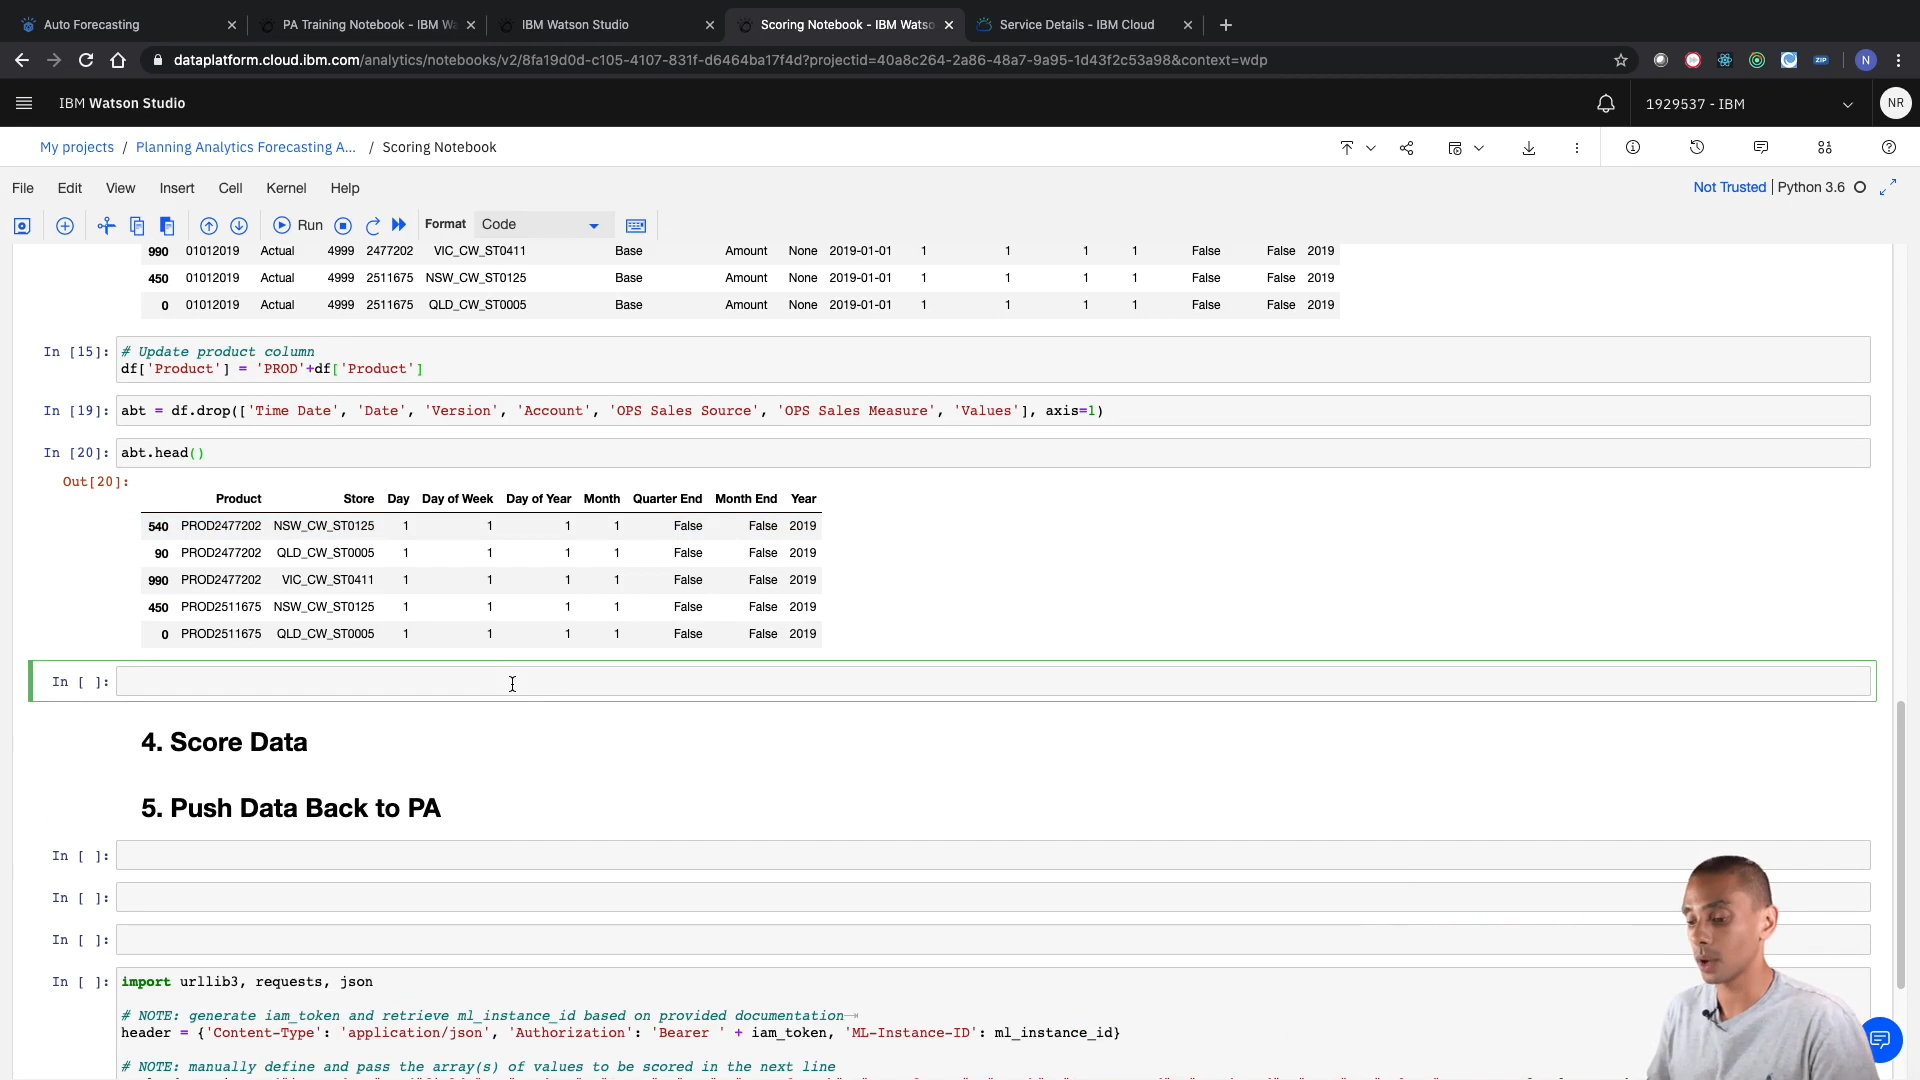 Auto Forecasting
PA Training Notebook - IBM Wa
IBM Watson Studio
Scoring Notebook - IBM Watso
Service Details - IBM Cloud
dataplatform.cloud.ibm.com/analytics/notebooks/v2/8fa19d0d-c105-4107-831f-d6464ba17f4d?projectid=40a8c264-2a86-48a7-9a95-1d43f2c53a98&context=wdp
ZIP
N
IBM Watson Studio
1929537 - IBM
NR
My projects / Planning Analytics Forecasting A... / Scoring Notebook
File Edit View Insert Cell Kernel Help
Not Trusted | Python 3.6
Run
Format
Code
990 01012019 Actual 4999 2477202 VIC_CW_ST0411 Base Amount None 2019-01-01 1 1 1 1 False False 2019
450 01012019 Actual 4999 2511675 NSW_CW_ST0125 Base Amount None 2019-01-01 1 1 1 1 False False 2019
0 01012019 Actual 4999 2511675 QLD_CW_ST0005 Base Amount None 2019-01-01 1 1 1 1 False False 2019
In [15]: # Update product column
df['Product'] = 'PROD'+df['Product']
In [19]: abt = df.drop(['Time Date', 'Date', 'Version', 'Account', 'OPS Sales Source', 'OPS Sales Measure', 'Values'], axis=1)
In [20]: abt.head()
Out[20]:
Product Store Day Day of Week Day of Year Month Quarter End Month End Year
540 PROD2477202 NSW_CW_ST0125 1 1 1 1 False False 2019
90 PROD2477202 QLD_CW_ST0005 1 1 1 1 False False 2019
990 PROD2477202 VIC_CW_ST0411 1 1 1 1 False False 2019
450 PROD2511675 NSW_CW_ST0125 1 1 1 1 False False 2019
0 PROD2511675 QLD_CW_ST0005 1 1 1 1 False False 2019
In [ ]:
4. Score Data
5. Push Data Back to PA
In [ ]:
In [ ]:
In [ ]:
In [ ]: import urllib3, requests, json
# NOTE: generate iam_token and retrieve ml_instance_id based on provided documentation
header = {'Content-Type': 'application/json', 'Authorization': 'Bearer ' + iam_token, 'ML-Instance-ID': ml_instance_id}
# NOTE: manually define and pass the array(s) of values to be scored in the next line